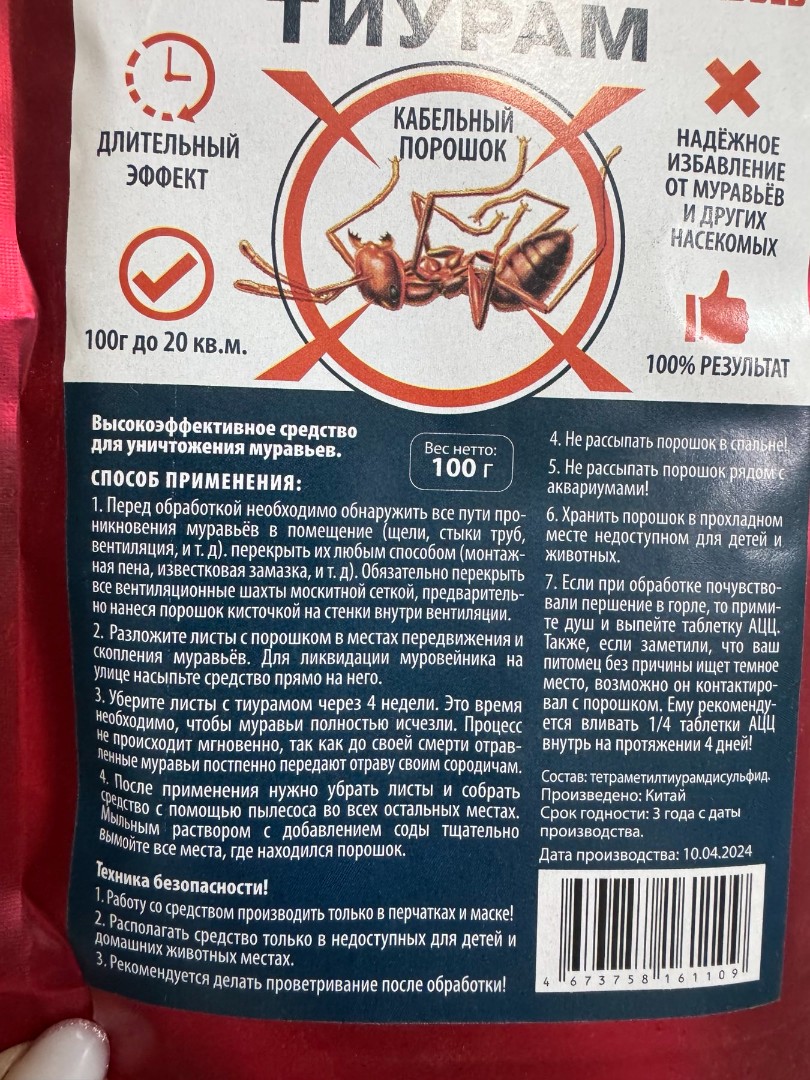 ТИУРАМ
ДЛИТЕЛЬНЫЙ
ЭФФЕКТ
100г до 20 кв.м.
КАБЕЛЬНЫЙ
ПОРОШОК
НАДЁЖНОЕ
ИЗБАВЛЕНИЕ
ОТ МУРАВЬЁВ
И ДРУГИХ
НАСЕКОМЫХ
100% РЕЗУЛЬТАТ
Высокоэффективное средство
для уничтожения муравьев.
Вес нетто:
100 г
СПОСОБ ПРИМЕНЕНИЯ:
1. Перед обработкой необходимо обнаружить все пути про-
никновения муравьёв в помещение (щели, стыки труб,
вентиляция, и т. д). перекрыть их любым способом (монтаж-
ная пена, известковая замазка, и т. д). Обязательно перекрыть
все вентиляционные шахты москитной сеткой, предваритель-
но нанеся порошок кисточкой на стенки внутри вентиляции.
2. Разложите листы с порошком в местах передвижения и
скопления муравьёв. Для ликвидации муровейника на
улице насыпьте средство прямо на него.
3. Уберите листы с тиурамом через 4 недели. Это время
необходимо, чтобы муравьи полностью исчезли. Процесс
не происходит мгновенно, так как до своей смерти отрав-
ленные муравьи постпенно передают отраву своим сородичам.
4. После применения нужно убрать листы и собрать
средство с помощью пылесоса во всех остальных местах.
Мыльным раствором с добавлением соды тщательно
вымойте все места, где находился порошок.
Техника безопасности!
1. Работу со средством производить только в перчатках и маске!
2. Располагать средство только в недоступных для детей и
домашних животных местах.
3. Рекомендуется делать проветривание после обработки!
4. Не рассыпать порошок в спальне!
5. Не рассыпать порошок рядом с
аквариумами!
6. Хранить порошок в прохладном
месте недоступном для детей и
животных.
7. Если при обработке почувство-
вали першение в горле, то прими-
те душ и выпейте таблетку АЦЦ.
Также, если заметили, что ваш
питомец без причины ищет темное
место, возможно он контактиро-
вал с порошком. Ему рекоменду-
ется вливать 1/4 таблетки АЦЦ
внутрь на протяжении 4 дней!
Состав: тетраметилтиурамдисульфид.
Произведено: Китай
Срок годности: 3 года с даты
производства.
Дата производства: 10.04.2024
4 673758 161109